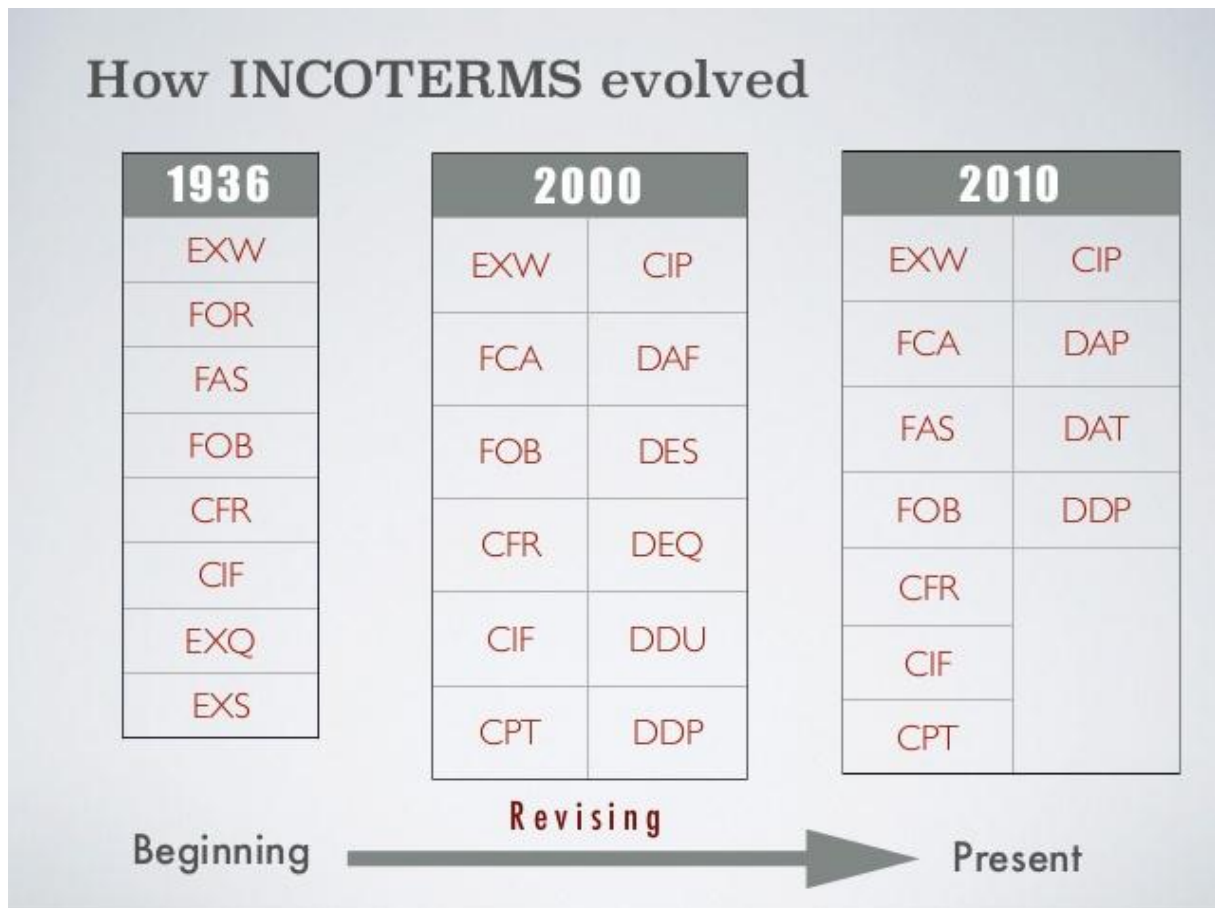 How INCOTERMS evolved
1936
EXW
FOR
FAS
FOB
CFR
CIF
EXQ
EXS
2000
EXW CIP
FCA DAF
FOB DES
CFR DEQ
CIF DDU
CPT DDP
2010
EXW CIP
FCA DAP
FAS DAT
FOB DDP
CFR
CIF
CPT
Revising
Beginning
Present